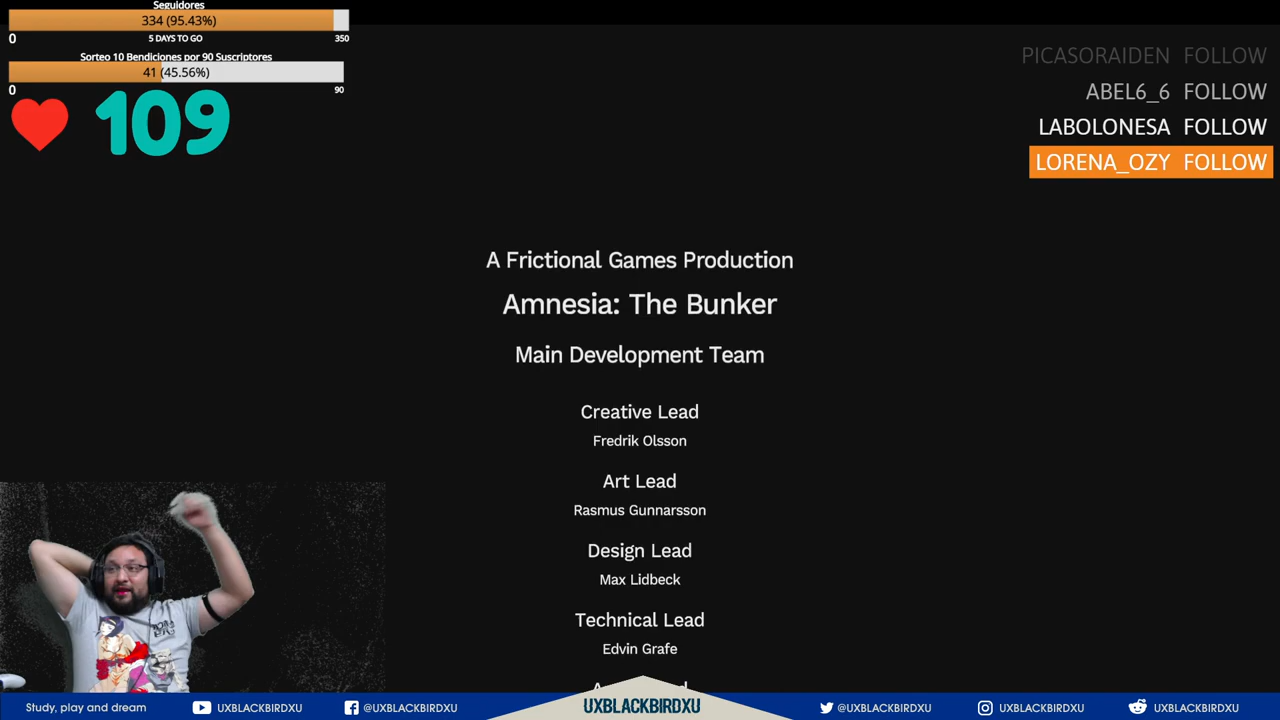 Seguidores
334 (95.43%)
0
5 DAYS TO GO
350
Sorteo 10 Bendiciones por 90 Suscriptores
41 (45.56%)
0
90
109
PICASORAIDEN FOLLOW
ABEL6_6 FOLLOW
LABOLONESA FOLLOW
LORENA_OZY FOLLOW
A Frictional Games Production
Amnesia: The Bunker
Main Development Team
Creative Lead
Fredrik Olsson
Art Lead
Rasmus Gunnarsson
Design Lead
Max Lidbeck
Technical Lead
Edvin Grafe
Study, play and dream
UXBLACKBIRDXU
@UXBLACKBIRDXU
UXBLACKBIRDXU
@UXBLACKBIRDXU
UXBLACKBIRDXU
UXBLACKBIRDXU